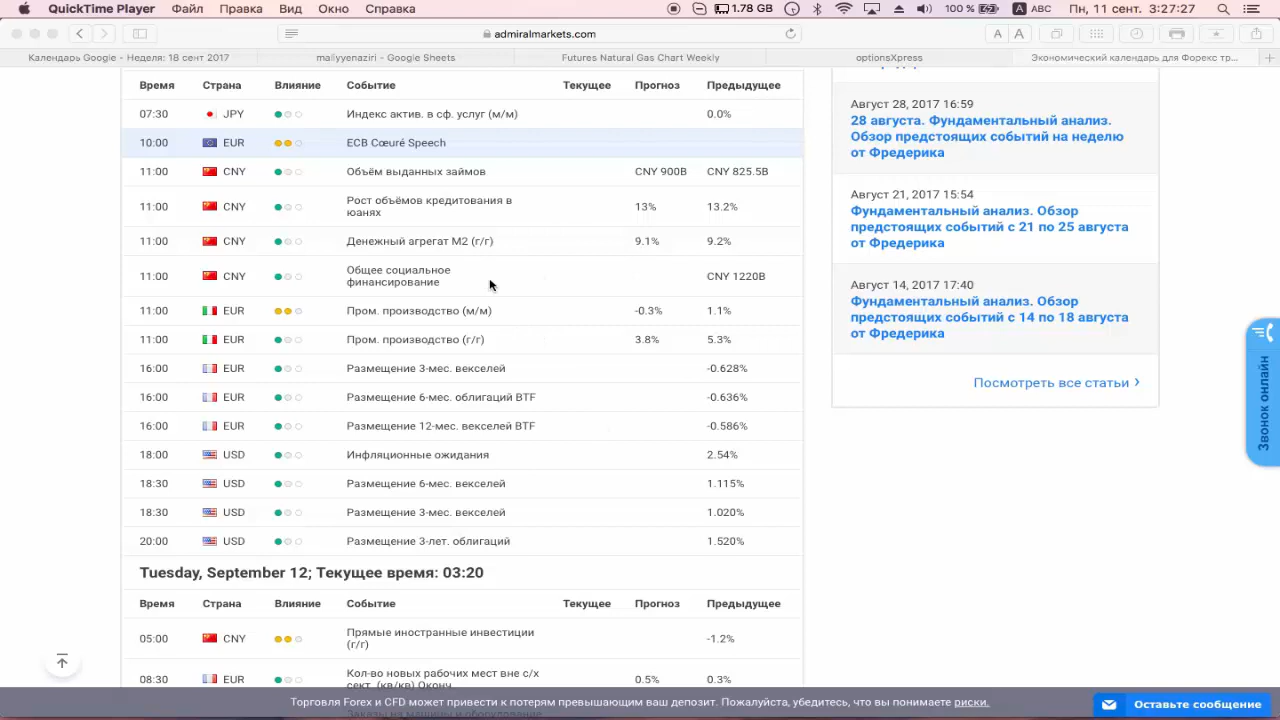 QuickTime Player Файл Правка Вид Окно Справка 1.78 GB 100 % A ABC Пн, 11 сент. 3:27:27
admiralmarkets.com A A
Календарь Google - Неделя: 18 сент 2017 maliyyenaziri - Google Sheets Futures Natural Gas Chart Weekly optionsXpress Экономический календарь для Форекс тр...
Время Страна Влияние Событие Текущее Прогноз Предыдущее
07:30 JPY Индекс актив. в сф. услуг (м/м) 0.0%
10:00 EUR ECB Cœuré Speech
11:00 CNY Объём выданных займов CNY 900B CNY 825.5B
11:00 CNY Рост объёмов кредитования в
юанях 13% 13.2%
11:00 CNY Денежный агрегат M2 (г/г) 9.1% 9.2%
11:00 CNY Общее социальное
финансирование CNY 1220B
11:00 EUR Пром. производство (м/м) -0.3% 1.1%
11:00 EUR Пром. производство (г/г) 3.8% 5.3%
16:00 EUR Размещение 3-мес. векселей -0.628%
16:00 EUR Размещение 6-мес. облигаций BTF -0.636%
16:00 EUR Размещение 12-мес. векселей BTF -0.586%
18:00 USD Инфляционные ожидания 2.54%
18:30 USD Размещение 6-мес. векселей 1.115%
18:30 USD Размещение 3-мес. векселей 1.020%
20:00 USD Размещение 3-лет. облигаций 1.520%
Tuesday, September 12; Текущее время: 03:20
Время Страна Влияние Событие Текущее Прогноз Предыдущее
05:00 CNY Прямые иностранные инвестиции
(г/г) -1.2%
08:30 EUR Кол-во новых рабочих мест вне с/х
сект. (кв/кв) Оконч 0.5% 0.3%
Август 28, 2017 16:59
28 августа. Фундаментальный анализ.
Обзор предстоящих событий на неделю
от Фредерика
Август 21, 2017 15:54
Фундаментальный анализ. Обзор
предстоящих событий с 21 по 25 августа
от Фредерика
Август 14, 2017 17:40
Фундаментальный анализ. Обзор
предстоящих событий с 14 по 18 августа
от Фредерика
Посмотреть все статьи
Звонок онлайн
Торговля Forex и CFD может привести к потерям превышающим ваш депозит. Пожалуйста, убедитесь, что вы понимаете риски.
Оставьте сообщение